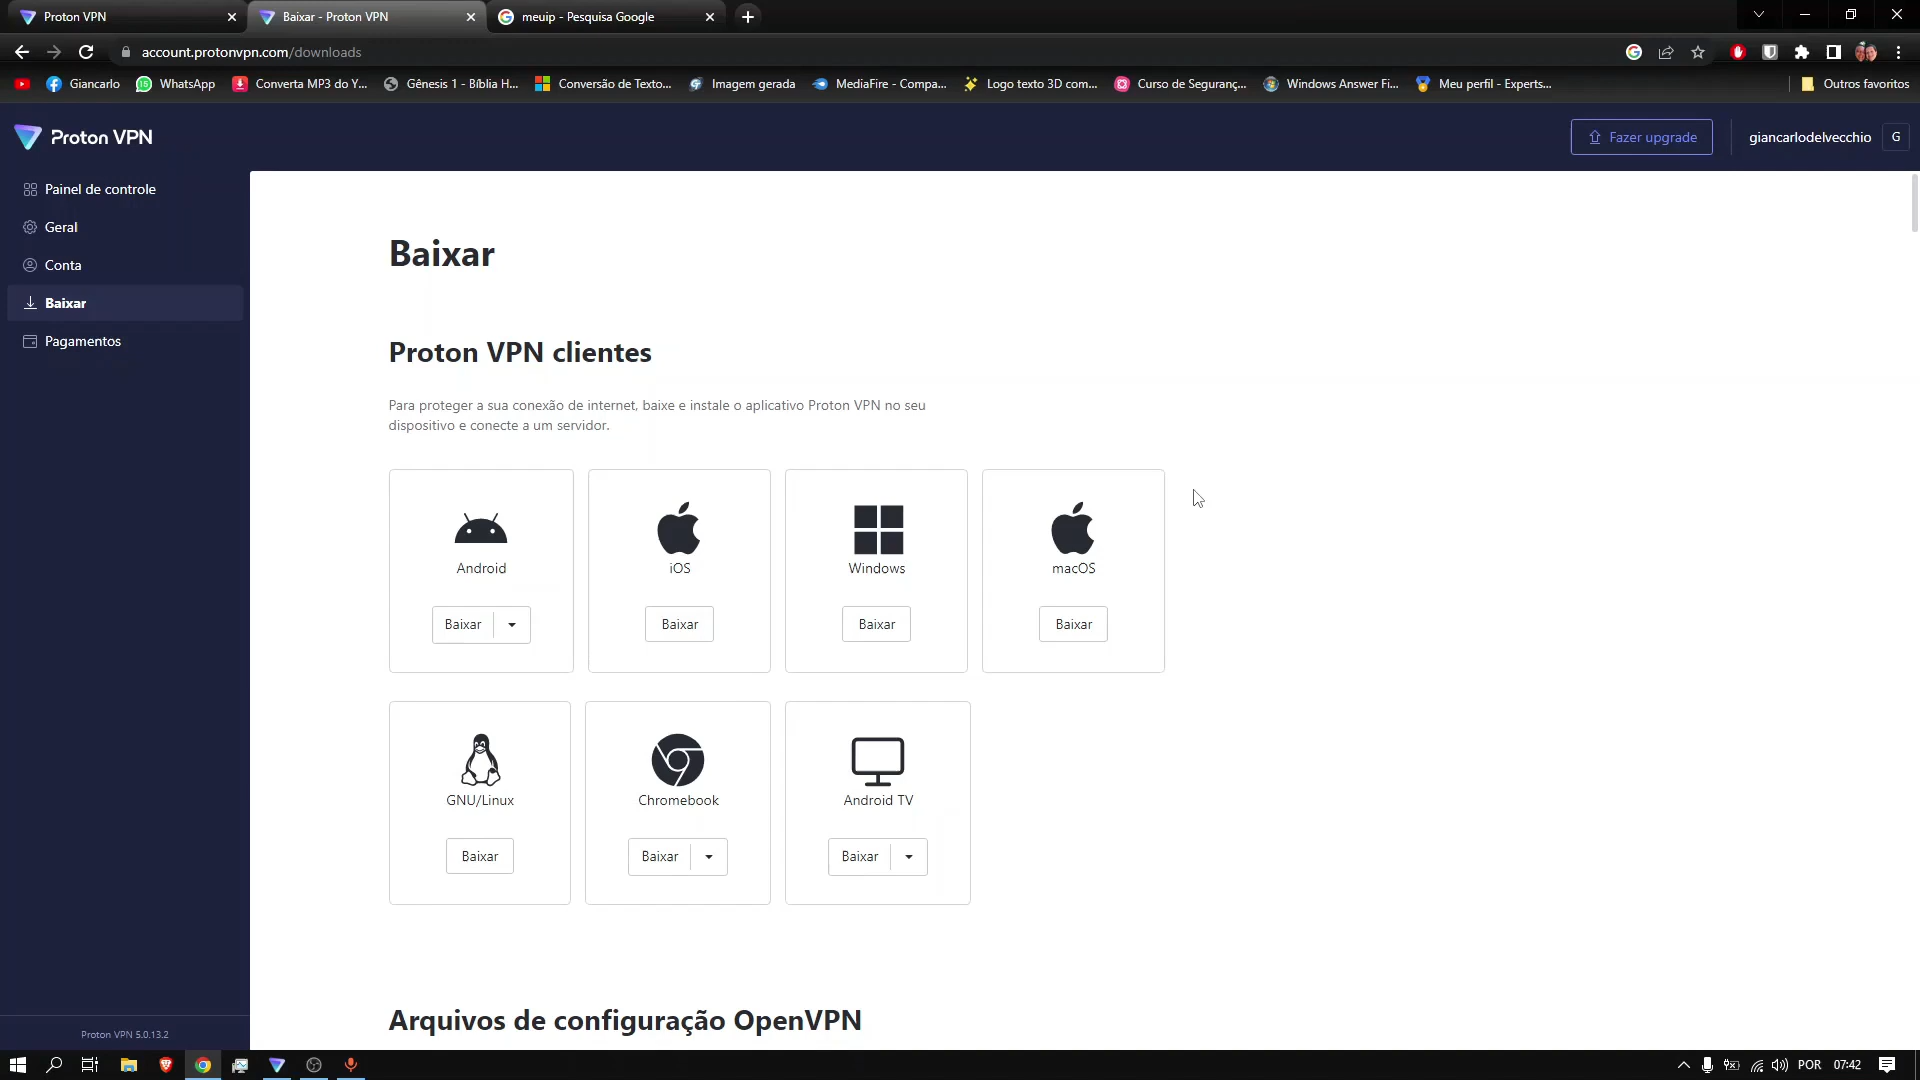 Proton VPN
Baixar - Proton VPN
meuip - Pesquisa Google
account.protonvpn.com/downloads
Giancarlo
WhatsApp
Converta MP3 do Y...
Gênesis 1 - Bíblia H...
Conversão de Texto...
Imagem gerada
MediaFire - Compa...
Logo texto 3D com...
Curso de Seguranç...
Windows Answer Fi...
Meu perfil - Experts...
Outros favoritos
Proton VPN
Fazer upgrade
giancarlodelvecchio
G
Painel de controle
Geral
Conta
Baixar
Pagamentos
Baixar
Proton VPN clientes
Para proteger a sua conexão de internet, baixe e instale o aplicativo Proton VPN no seu
dispositivo e conecte a um servidor.
Android
iOS
Windows
macOS
Baixar
Baixar
Baixar
Baixar
GNU/Linux
Chromebook
Android TV
Baixar
Baixar
Baixar
Arquivos de configuração OpenVPN
Proton VPN 5.0.13.2
POR
07:42